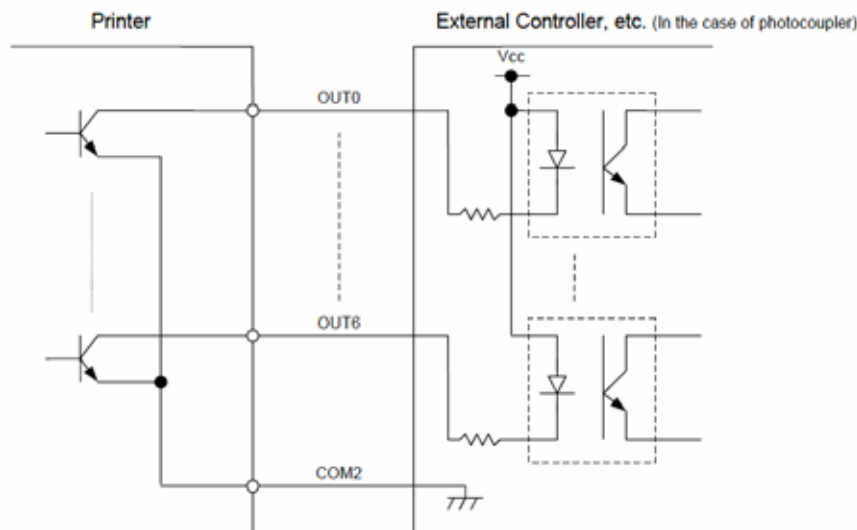 Printer
External Controller, etc. (In the case of photocoupler)
Vcc
OUT0
OUT6
COM2